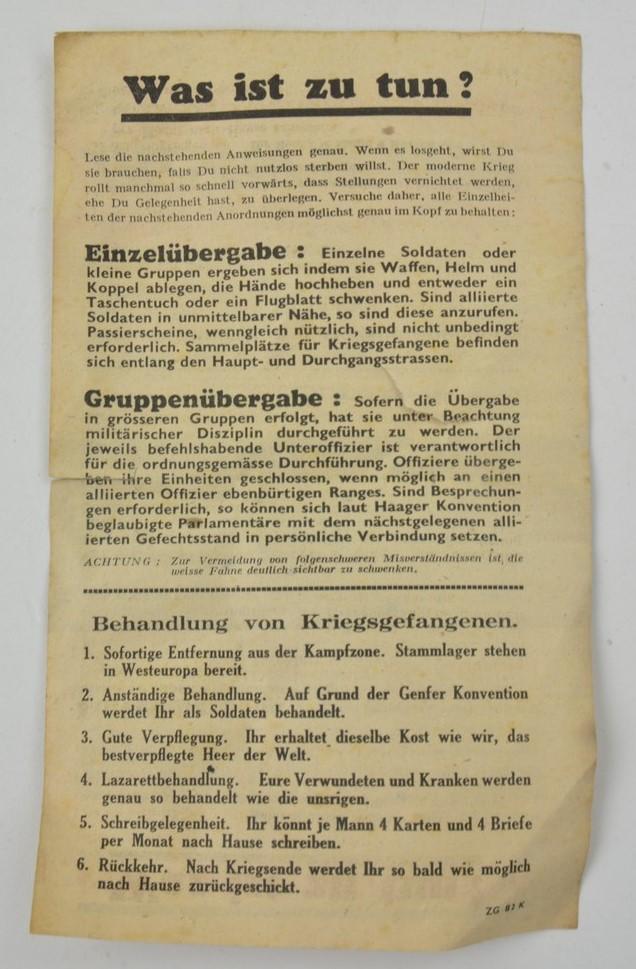 Was ist zu tun ?
Lese die nachstehenden Anweisungen genau. Wenn es losgeht, wirst Du
sie brauchen, falls Du nicht nutzlos sterben willst. Der moderne Krieg
rollt manchmal so schnell vorwärts, dass Stellungen vernichtet werden,
ehe Du Gelegenheit hast, zu überlegen. Versuche daher, alle Einzelhei-
ten der nachstehenden Anordnungen möglichst genau im Kopf zu behalten :
Einzelübergabe : Einzelne Soldaten oder
kleine Gruppen ergeben sich indem sie Waffen, Helm und
Koppel ablegen, die Hände hochheben und entweder ein
Taschentuch oder ein Flugblatt schwenken. Sind alliierte
Soldaten in unmittelbarer Nähe, so sind diese anzurufen.
Passierscheine, wenngleich nützlich, sind nicht unbedingt
erforderlich. Sammelplätze für Kriegsgefangene befinden
sich entlang den Haupt- und Durchgangsstrassen.
Gruppenübergabe : Sofern die Übergabe
in grösseren Gruppen erfolgt, hat sie unter Beachtung
militärischer Disziplin durchgeführt zu werden. Der
jeweils befehlshabende Unteroffizier ist verantwortlich
für die ordnungsgemässe Durchführung. Offiziere überge-
ben ihre Einheiten geschlossen, wenn möglich an einen
alliierten Offizier ebenbürtigen Ranges. Sind Besprechun-
gen erforderlich, so können sich laut Haager Konvention
beglaubigte Parlamentäre mit dem nächstgelegenen alli-
ierten Gefechtsstand in persönliche Verbindung setzen.
ACHTUNG : Zur Vermeidung von folgenschweren Misverständnissen ist die
weisse Fahne deutlich sichtbar zu schwenken.
Behandlung von Kriegsgefangenen.
1. Sofortige Entfernung aus der Kampfzone. Stammlager stehen
in Westeuropa bereit.
2. Anständige Behandlung. Auf Grund der Genfer Konvention
werdet Ihr als Soldaten behandelt.
3. Gute Verpflegung. Ihr erhaltet dieselbe Kost wie wir, das
bestverpflegte Heer der Welt.
4. Lazarettbehandlung. Eure Verwundeten und Kranken werden
genau so behandelt wie die unsrigen.
5. Schreibgelegenheit. Ihr könnt je Mann 4 Karten und 4 Briefe
per Monat nach Hause schreiben.
6. Rückkehr. Nach Kriegsende werdet Ihr so bald wie möglich
nach Hause zurückgeschickt.
ZG 82 K